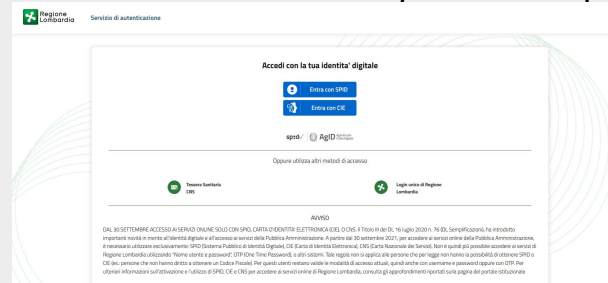 Regione
Lombardia
Servizio di autenticazione
Accedi con la tua identita' digitale
Entra con SPID
Entra con CIE
sp:d AgID
Oppure utilizza altri metodi di accesso
Tessera Sanitaria
CNS
Login unico di Regione
Lombardia
AVVISO
DAL 30 SETTEMBRE ACCESSO AI SERVIZI ONLINE SOLO CON SPID, CARTA D'IDENTITA' ELETTRONICA (CIE), O CNS. Il Titolo III del DL 16 luglio 2020 n. 76 (DL Semplificazioni), ha introdotto
importanti novità in merito all'identità digitale e all'accesso ai servizi della Pubblica Amministrazione. A partire dal 30 settembre 2021, per accedere ai servizi online della Pubblica Amministrazione,
è necessario utilizzare esclusivamente: SPID (Sistema Pubblico di Identità Digitale), CIE (Carta di Identità Elettronica), CNS (Carta Nazionale dei Servizi). Non è quindi più possibile accedere ai servizi di
Regione Lombardia utilizzando "Nome utente e password", OTP (One Time Password), o altri sistemi. Tale regola non si applica alle persone che per legge non hanno la possibilità di ottenere SPID o
CIE (es.: persone che non hanno diritto a ottenere un Codice Fiscale). Per questi utenti restano valide le modalità di accesso attuali, quindi anche con username e password oppure con OTP. Per
ulteriori informazioni sull'attivazione e l'utilizzo di SPID, CIE e CNS per accedere ai servizi online di Regione Lombardia, consulta gli approfondimenti riportati sulla pagina del portale istituzionale